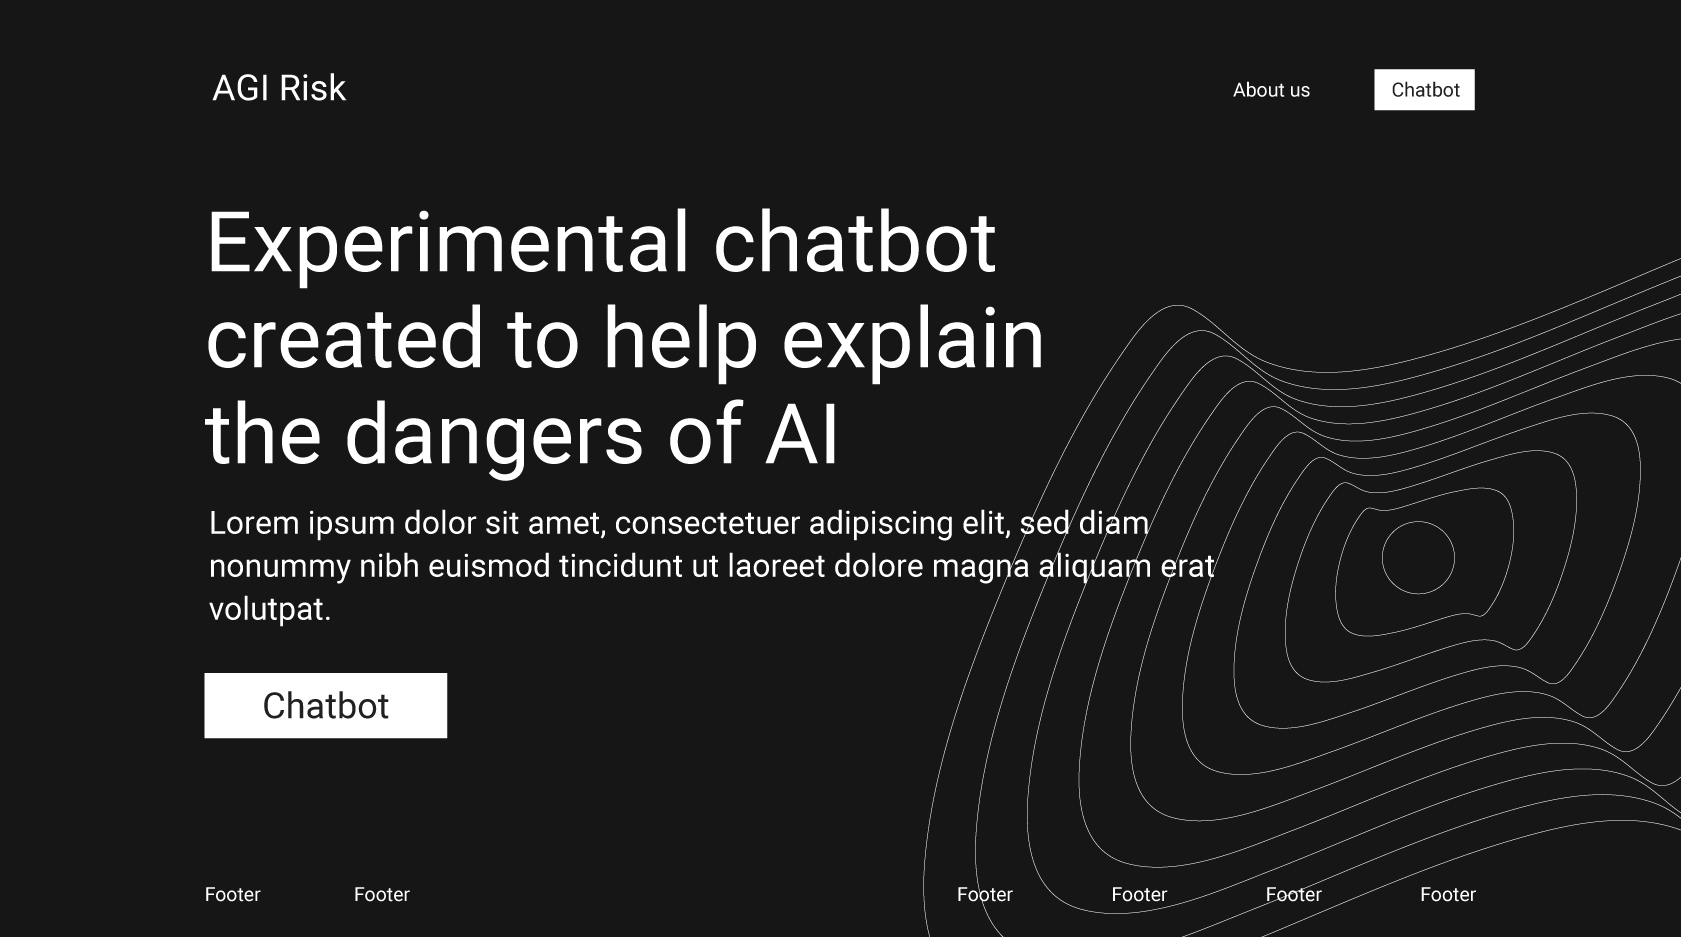 AGI Risk
About us
Chatbot
Experimental chatbot
created to help explain
the dangers of AI
Lorem ipsum dolor sit amet, consectetuer adipiscing elit, sed diam
nonummy nibh euismod tincidunt ut laoreet dolore magna aliquam erat
volutpat.
Chatbot
Footer
Footer
Footer
Footer
Footer
Footer